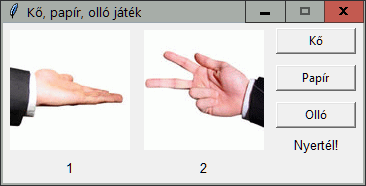 Kő, papír, olló játék
Kő
Papír
Olló
Nyertél!
1
2